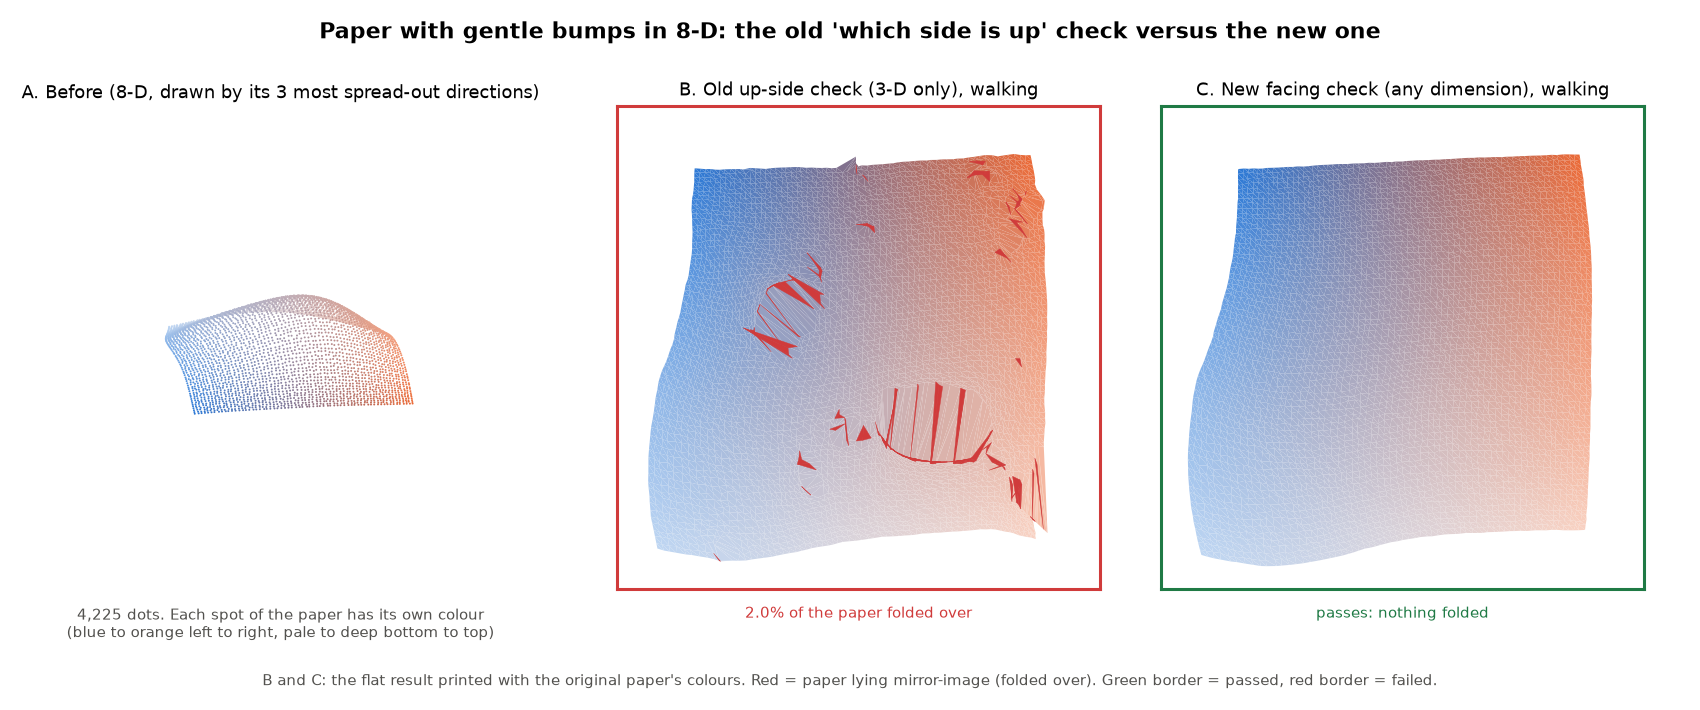 Paper with gentle bumps in 8-D: the old 'which side is up' check versus the new one
A. Before (8-D, drawn by its 3 most spread-out directions)
B. Old up-side check (3-D only), walking
C. New facing check (any dimension), walking
4,225 dots. Each spot of the paper has its own colour
(blue to orange left to right, pale to deep bottom to top)
2.0% of the paper folded over
passes: nothing folded
B and C: the flat result printed with the original paper's colours. Red = paper lying mirror-image (folded over). Green border = passed, red border = failed.